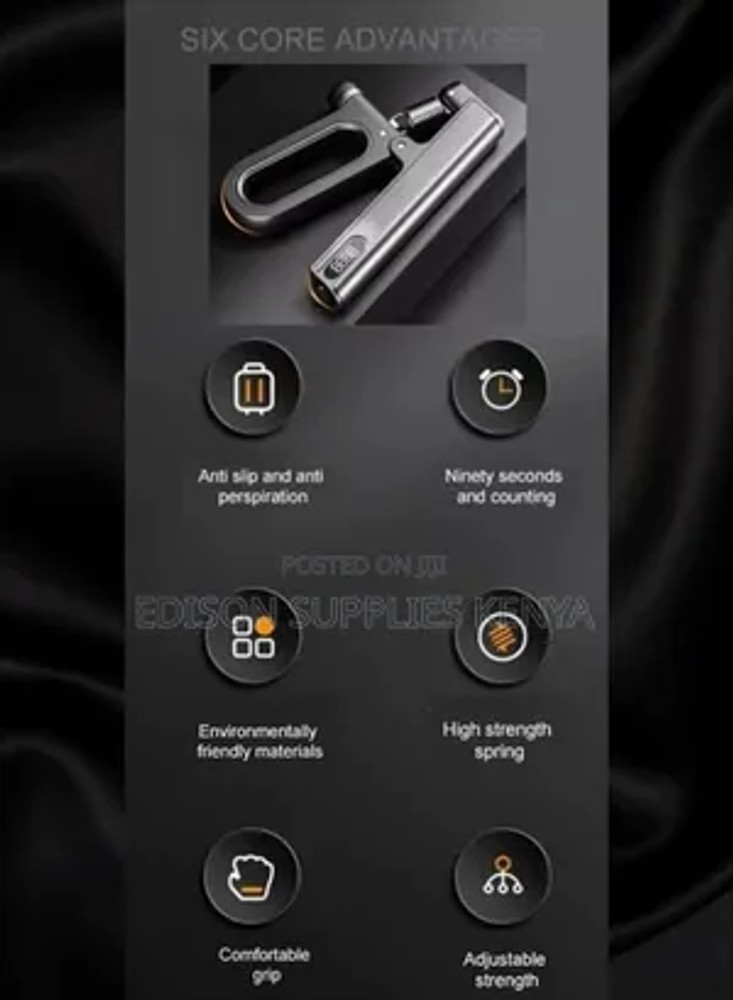 SIX CORE ADVANTAGES
Anti slip and anti
perspiration
Ninety seconds
and counting
POSTED ON JIJI
EDISON SUPPLIES KENYA
Environmentally
friendly materials
High strength
spring
Comfortable
grip
Adjustable
strength